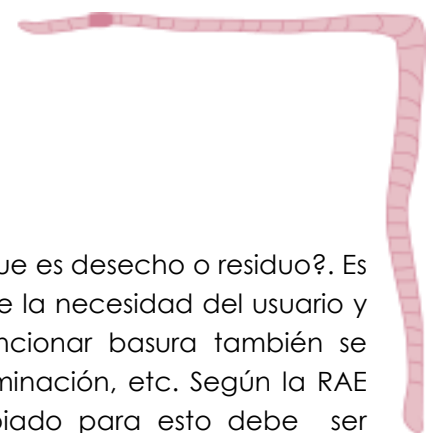 ue es desecho o residuo?. Es
e la necesidad del usuario y
ncionar basura también se
minación, etc. Según la RAE
piado para esto debe ser